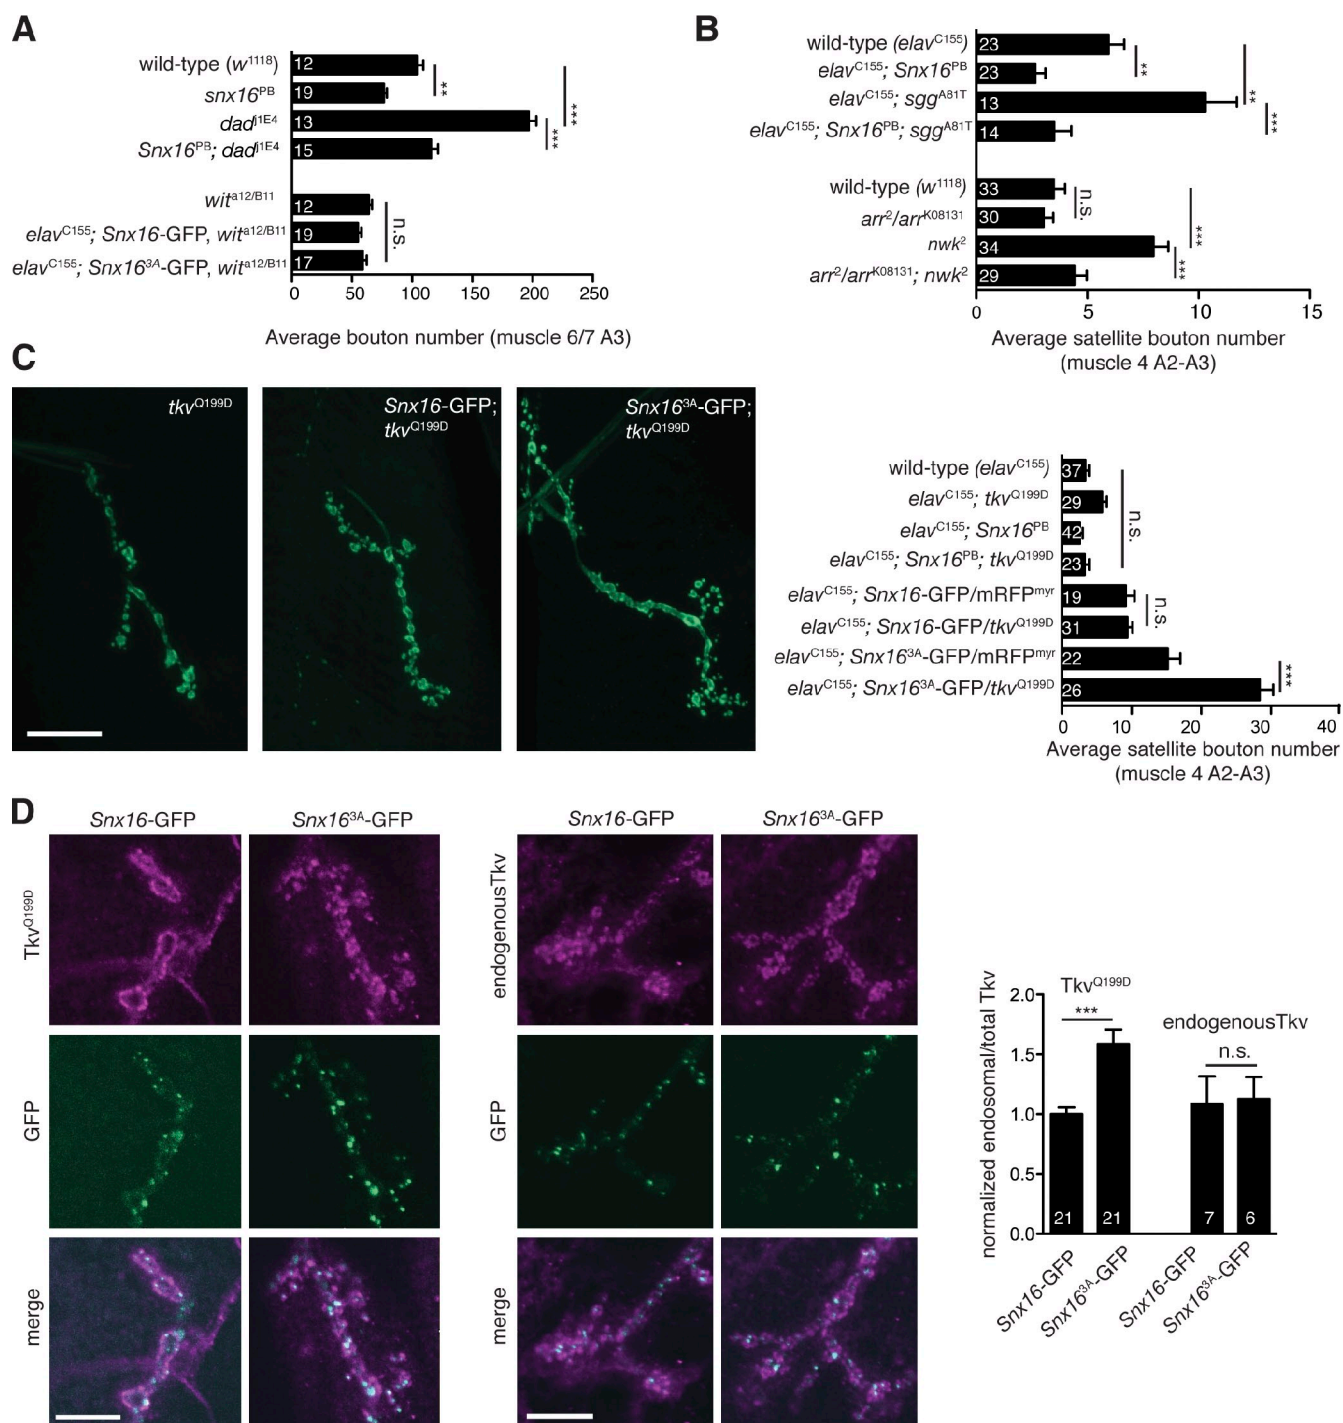 A
wild-type (w1118)
snx16PB
dadj1E4
Snx16PB; dadj1E4
wita12/B11
elavC155; Snx16-GFP, wita12/B11
elavC155; Snx163A-GFP, wita12/B11
12
19
13
15
12
19
17
**
***
***
n.s.
0 50 100 150 200 250
Average bouton number (muscle 6/7 A3)
B
wild-type (elavC155)
elavC155; Snx16PB
elavC155; sggA81T
elavC155; Snx16PB; sggA81T
wild-type (w1118)
arr2/arrK08131
nwk2
arr2/arrK08131; nwk2
23
23
13
14
33
30
34
29
**
**
***
n.s.
***
***
0 5 10 15
Average satellite bouton number
(muscle 4 A2-A3)
C
tkvQ199D
Snx16-GFP;
tkvQ199D
Snx163A-GFP;
tkvQ199D
wild-type (elavC155)
elavC155; tkvQ199D
elavC155; Snx16PB
elavC155; Snx16PB; tkvQ199D
elavC155; Snx16-GFP/mRFPmyr
elavC155; Snx16-GFP/tkvQ199D
elavC155; Snx163A-GFP/mRFPmyr
elavC155; Snx163A-GFP/tkvQ199D
37
29
42
23
19
31
22
26
n.s.
n.s.
***
0 10 20 30 40
Average satellite bouton number
(muscle 4 A2-A3)
D
Snx16-GFP
Snx163A-GFP
Snx16-GFP
Snx163A-GFP
TkvQ199D
GFP
merge
endogenousTkv
GFP
merge
normalized endosomal/total Tkv
2.0
1.5
1.0
0.5
0.0
TkvQ199D
***
endogenousTkv
n.s.
21
21
7
6
Snx16-GFP
Snx163A-GFP
Snx16-GFP
Snx163A-GFP